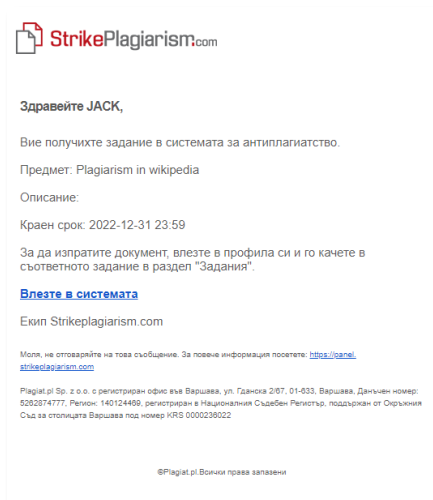 StrikePlagiarism.com
Здравейте JACK,
Вие получихте задание в системата за антиплагиатство.
Предмет: Plagiarism in wikipedia
Описание:
Краен срок: 2022-12-31 23:59
За да изпратите документ, влезте в профила си и го качете в
съответното задание в раздел "Задания".
Влезте в системата
Екип Strikeplagiarism.com
Моля, не отговаряйте на това съобщение. За повече информация посетете: https://panel.
strikeplagiarism.com
Plagiat.pl Sp. z o.o. с регистриран офис във Варшава, ул. Гданска 2/67, 01-633, Варшава, Данъчен номер:
5262874777, Регион: 140124469, регистриран в Националния Съдебен Регистър, поддържан от Окръжния
Съд за столицата Варшава под номер KRS 0000236022
©Plagiat.pl.Всички права запазени